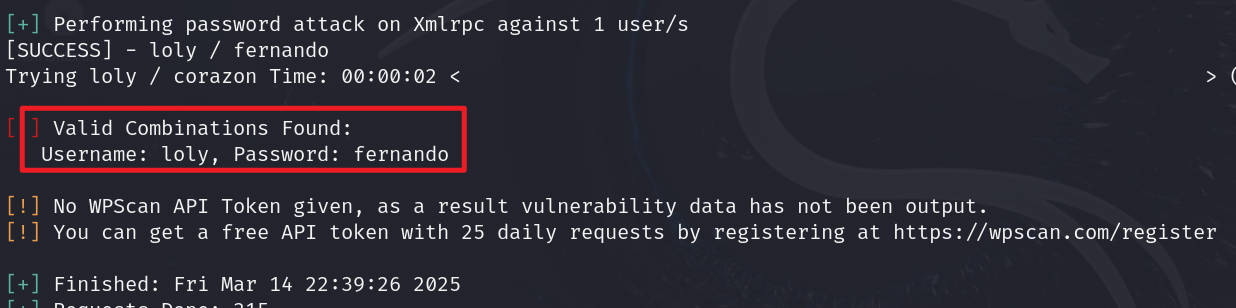 [+] Performing password attack on Xmlrpc against 1 user/s
[SUCCESS] - loly / fernando
Trying loly / corazon Time: 00:00:02 < > (
[ ] Valid Combinations Found:
Username: loly, Password: fernando
[!] No WPScan API Token given, as a result vulnerability data has not been output.
[!] You can get a free API token with 25 daily requests by registering at https://wpscan.com/register
[+] Finished: Fri Mar 14 22:39:26 2025
[+] Requests Done: 215